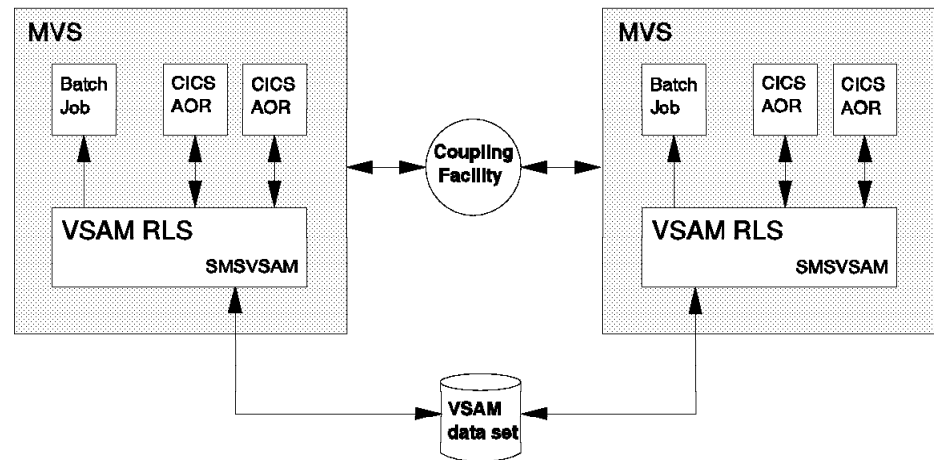 MVS
Batch
Job
CICS
AOR
CICS
AOR
VSAM RLS
SMSVSAM
Coupling
Facility
MVS
Batch
Job
CICS
AOR
CICS
AOR
VSAM RLS
SMSVSAM
VSAM
data set